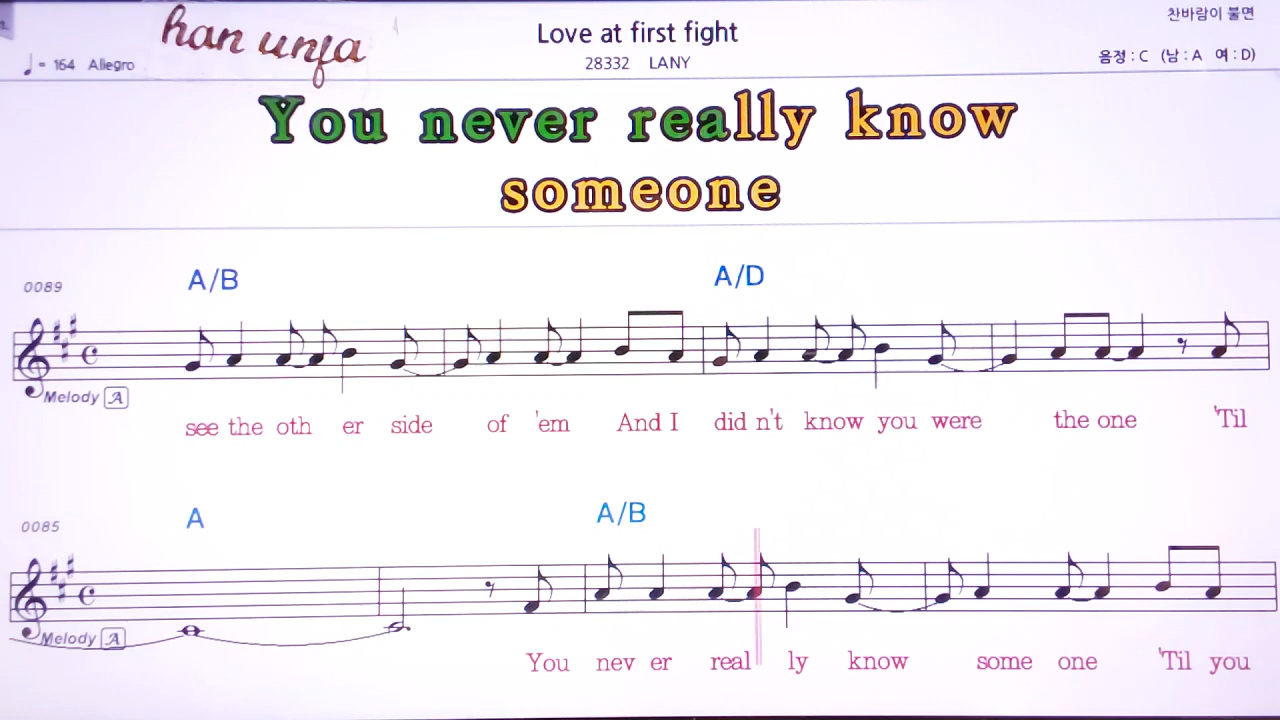 han unja
Love at first fight
찬바람이 불면
♩= 164 Allegro
28332 LANY
음정 : C (남 : A 여 : D)
You never really know
someone
0089
A/B A/D
Melody A
see the oth er side of 'em And I did n't know you were the one 'Til
0085
A A/B
Melody A
You nev er real ly know some one 'Til you